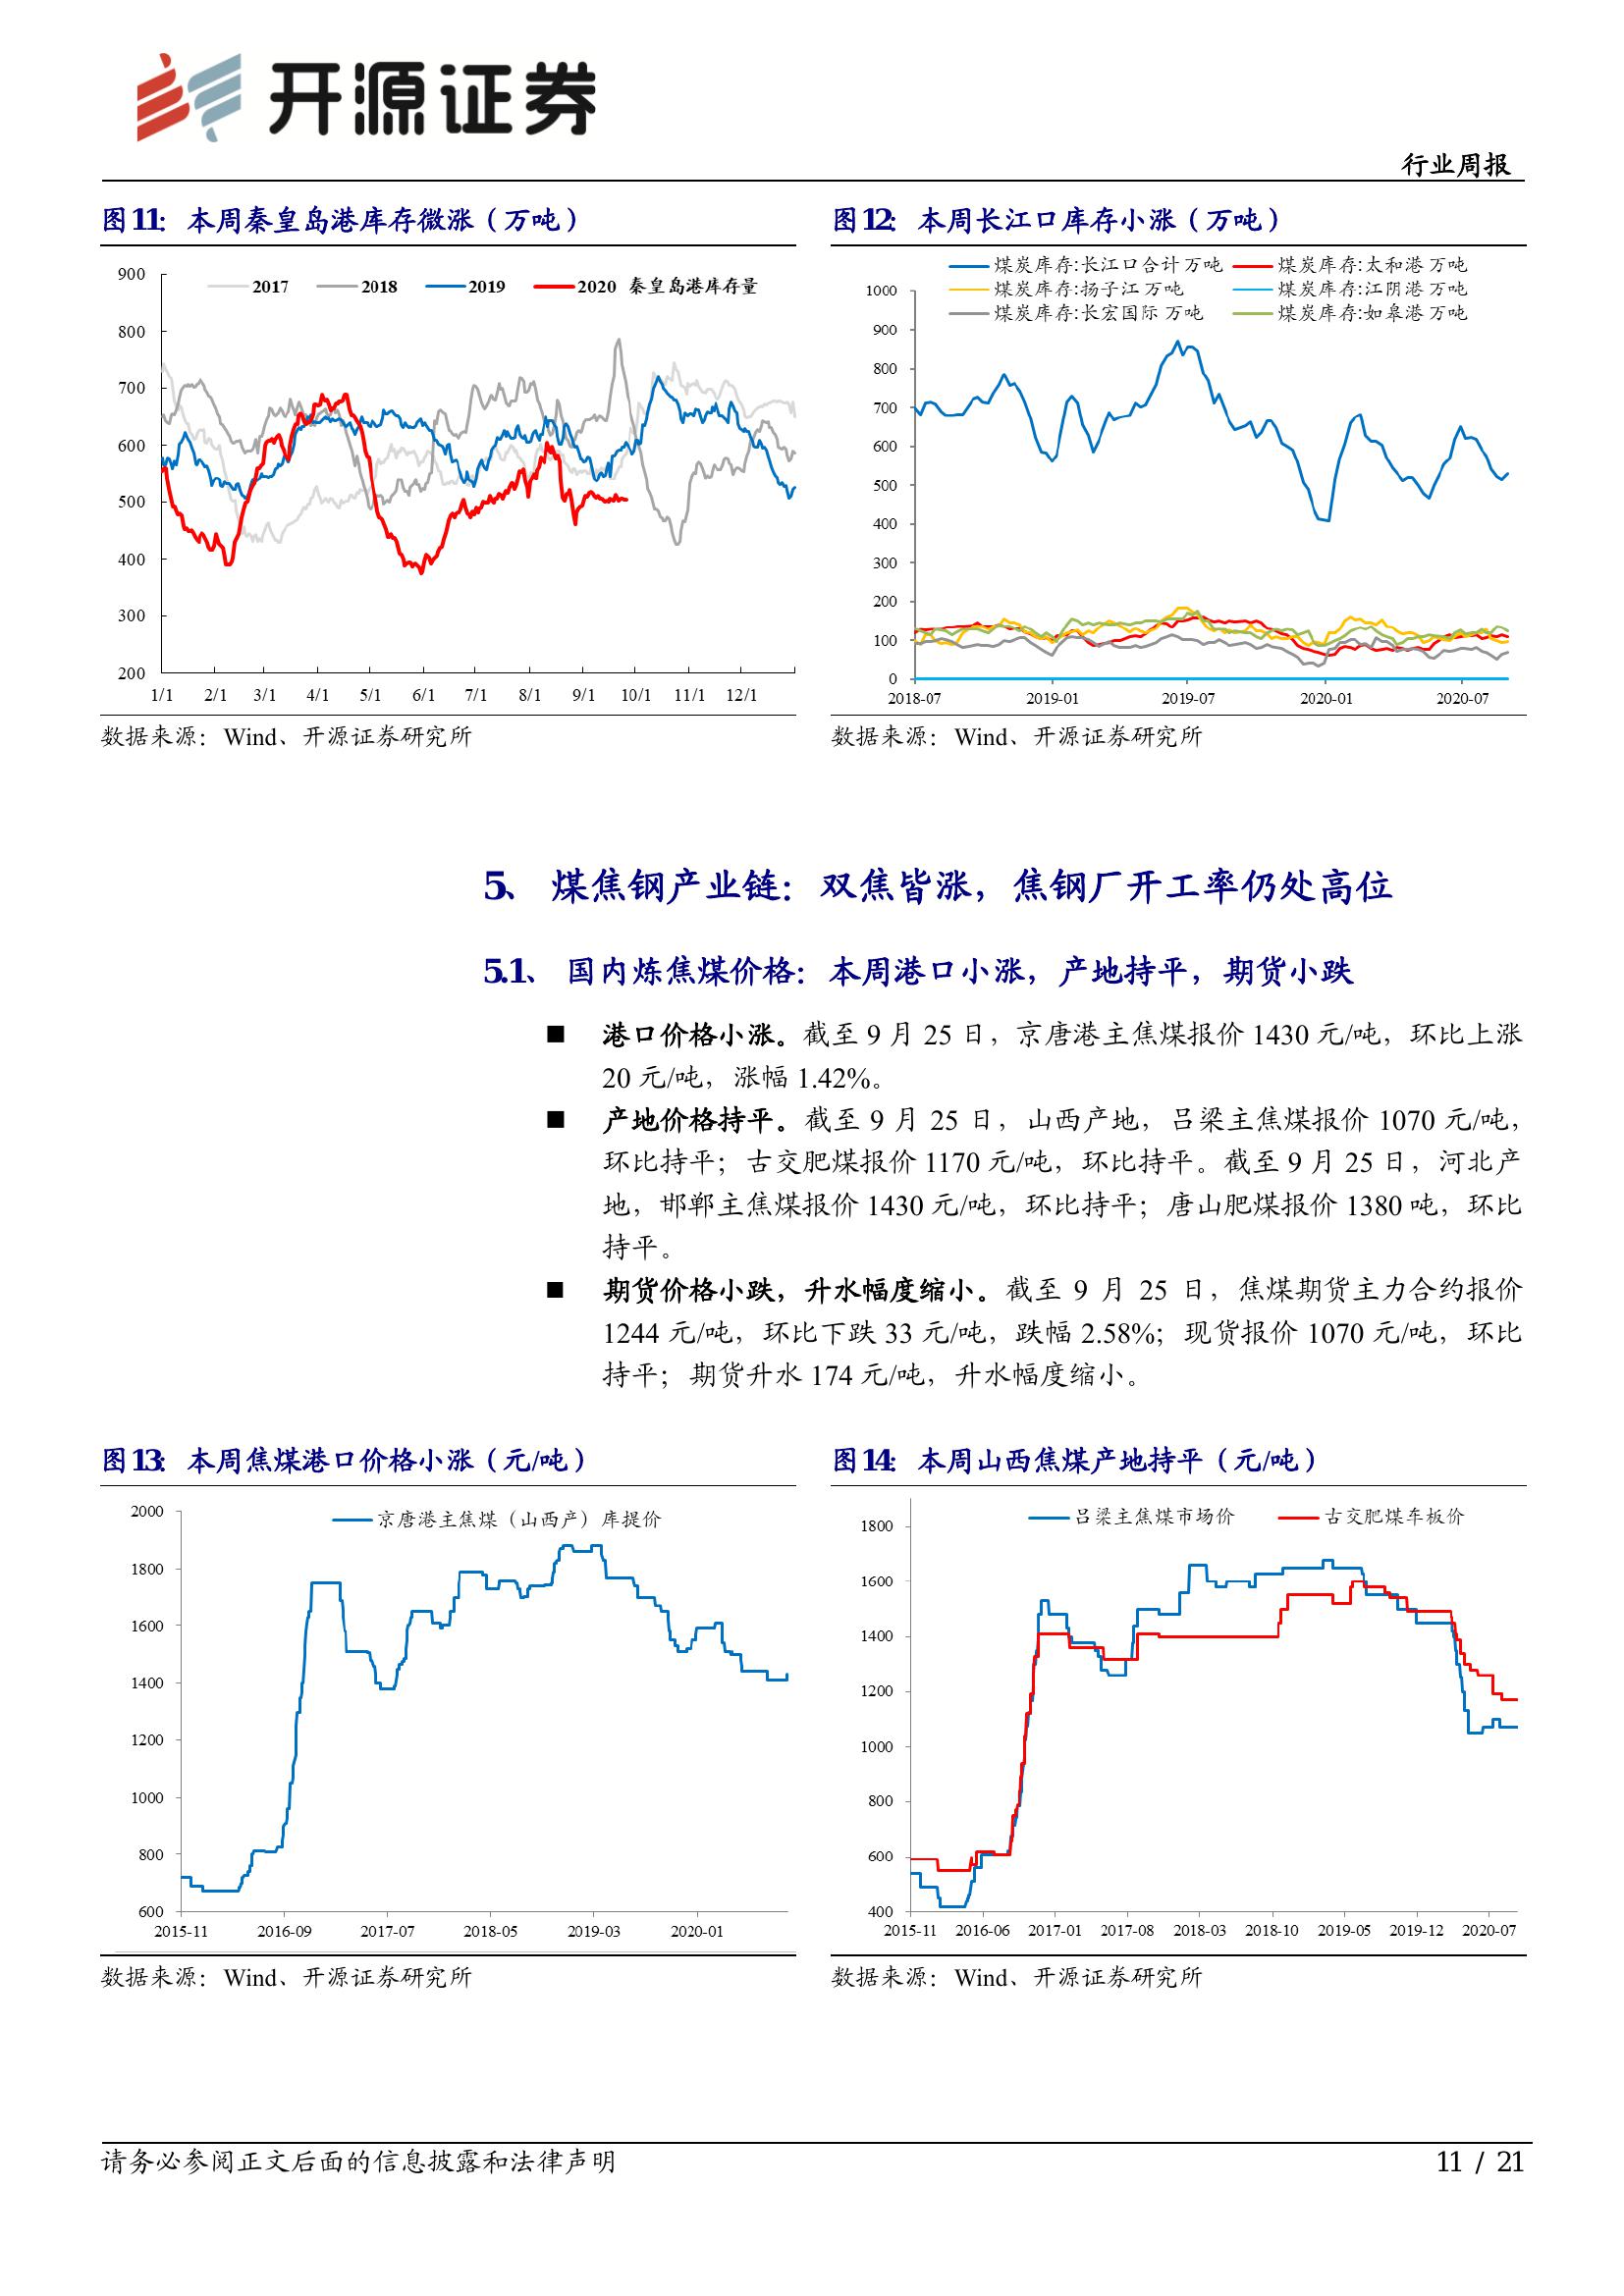 开源证券
行业周报
图11： 本周秦皇岛港库存微涨（万吨）
900
800
700
600
500
400
300
200
2017 2018 2019 2020 秦皇岛港库存量
1/1 2/1 3/1 4/1 5/1 6/1 7/1 8/1 9/1 10/1 11/1 12/1
数据来源：Wind、开源证券研究所
图12： 本周长江口库存小涨（万吨）
煤炭库存:长江口合计 万吨 煤炭库存:太和港 万吨
煤炭库存:扬子江 万吨 煤炭库存:江阴港 万吨
煤炭库存:长宏国际 万吨 煤炭库存:如皋港 万吨
1000
900
800
700
600
500
400
300
200
100
0
2018-07 2019-01 2019-07 2020-01 2020-07
数据来源：Wind、开源证券研究所
5、 煤焦钢产业链：双焦皆涨，焦钢厂开工率仍处高位
5.1、 国内炼焦煤价格：本周港口小涨，产地持平，期货小跌
■ 港口价格小涨。截至 9 月 25 日，京唐港主焦煤报价 1430 元/吨，环比上涨
20 元/吨，涨幅 1.42%。
■ 产地价格持平。截至 9 月 25 日，山西产地，吕梁主焦煤报价 1070 元/吨，
环比持平；古交肥煤报价 1170 元/吨，环比持平。截至 9 月 25 日，河北产
地，邯郸主焦煤报价 1430 元/吨，环比持平；唐山肥煤报价 1380 吨，环比
持平。
■ 期货价格小跌，升水幅度缩小。截至 9 月 25 日，焦煤期货主力合约报价
1244 元/吨，环比下跌 33 元/吨，跌幅 2.58%；现货报价 1070 元/吨，环比
持平；期货升水 174 元/吨，升水幅度缩小。
图13： 本周焦煤港口价格小涨（元/吨）
京唐港主焦煤（山西产）库提价
2000
1800
1600
1400
1200
1000
800
600
2015-11 2016-09 2017-07 2018-05 2019-03 2020-01
数据来源：Wind、开源证券研究所
图14： 本周山西焦煤产地持平（元/吨）
吕梁主焦煤市场价 古交肥煤车板价
1800
1600
1400
1200
1000
800
600
400
2015-11 2016-06 2017-01 2017-08 2018-03 2018-10 2019-05 2019-12 2020-07
数据来源：Wind、开源证券研究所
请务必参阅正文后面的信息披露和法律声明
11 / 21